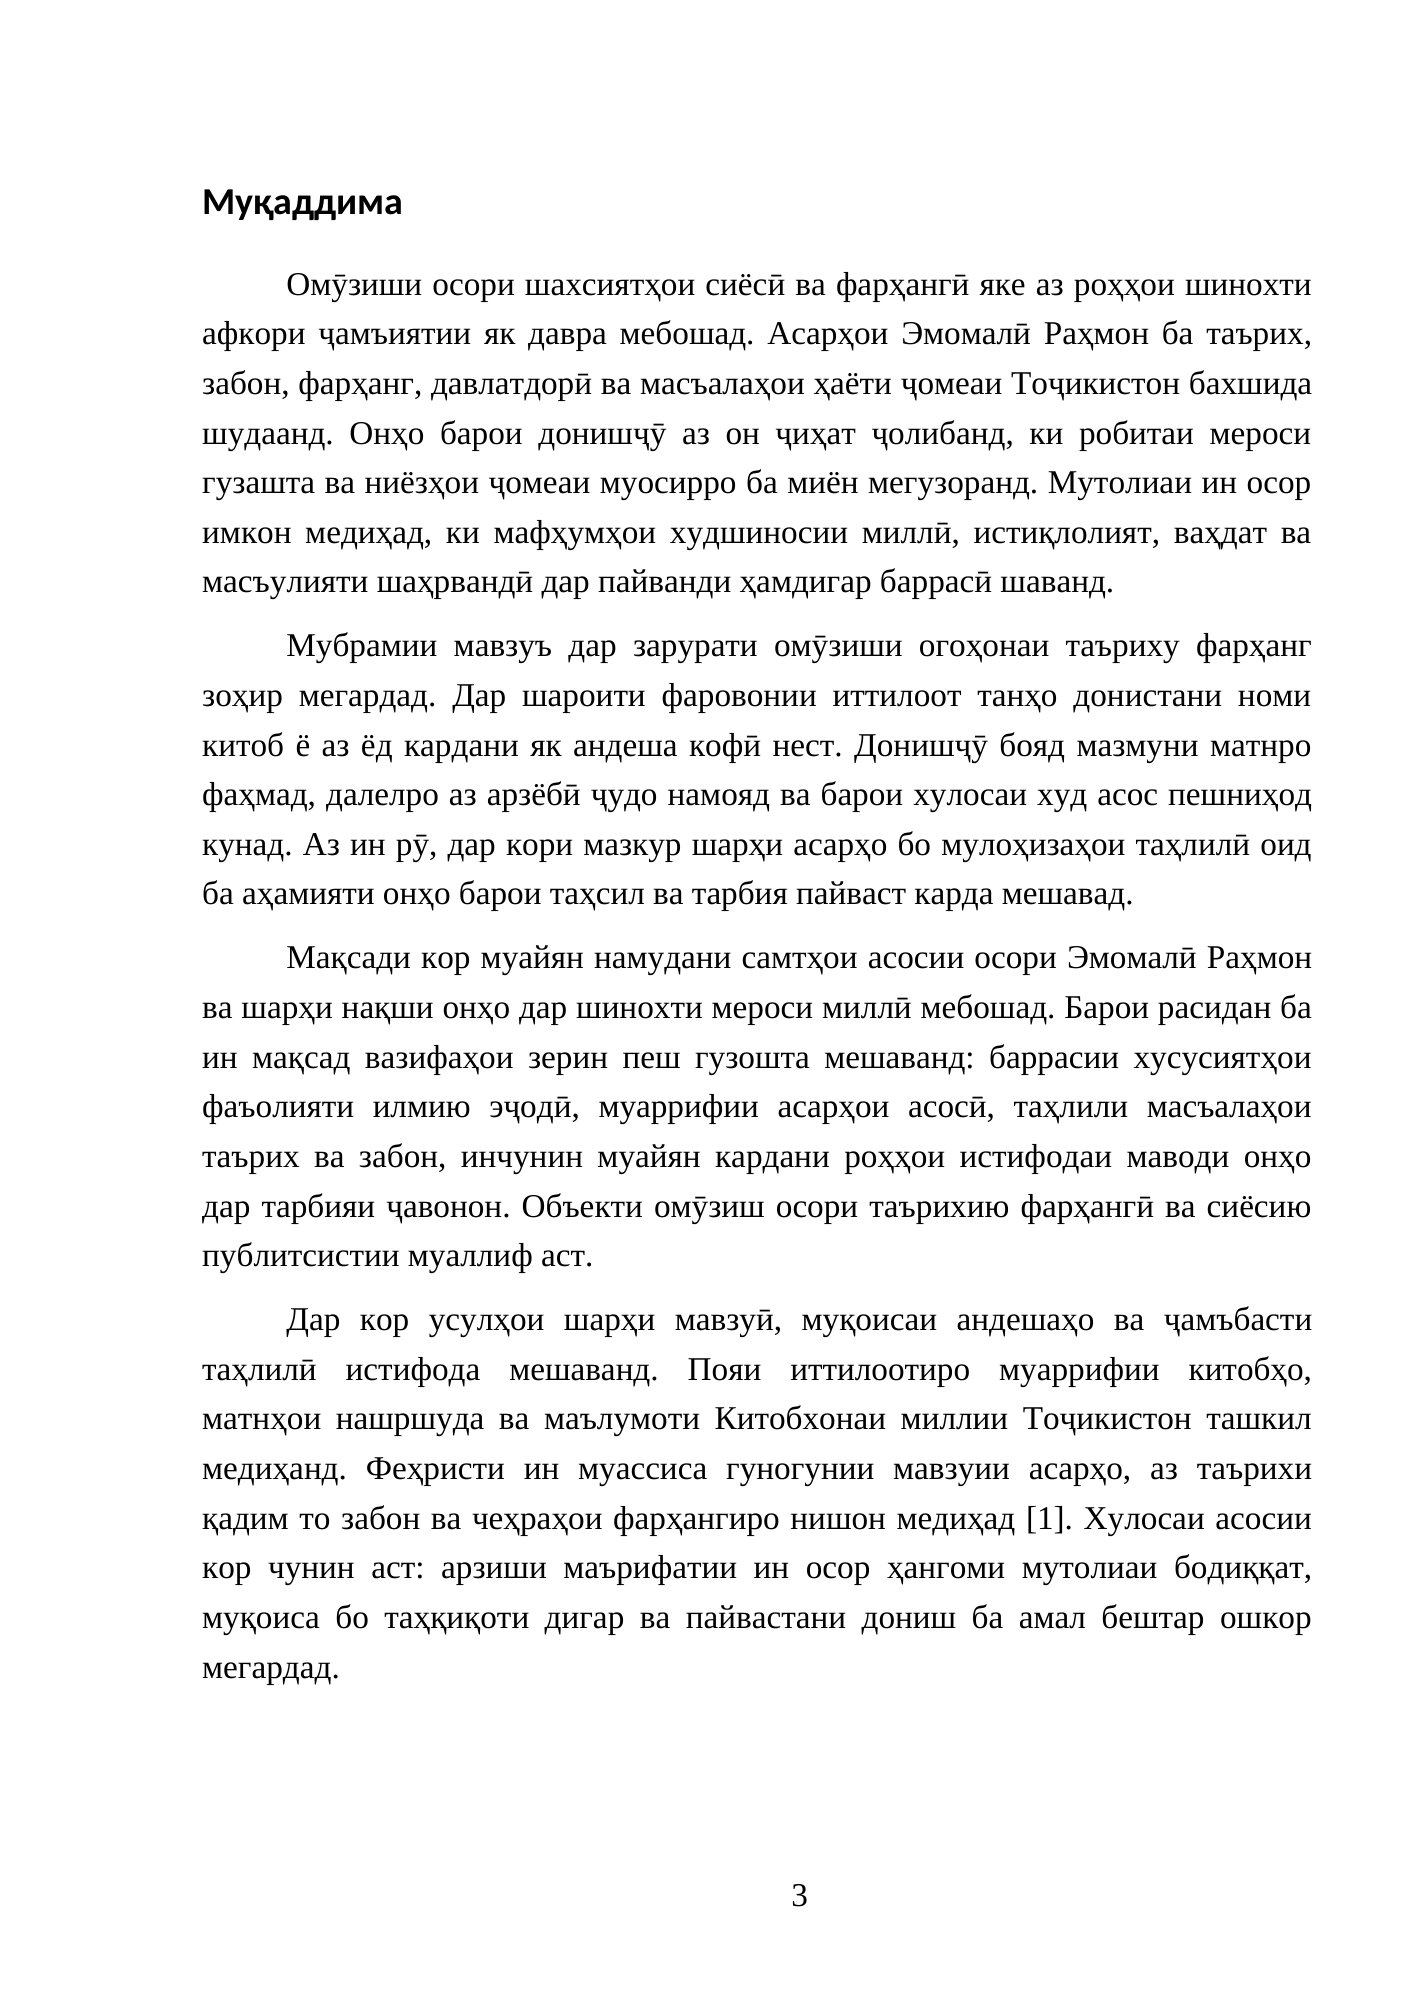 Муқаддима
Омӯзиши осори шахсиятҳои сиёсӣ ва фарҳангӣ яке аз роҳҳои шинохти
афкори ҷамъиятии як давра мебошад. Асарҳои Эмомалӣ Раҳмон ба таърих,
забон, фарҳанг, давлатдорӣ ва масъалаҳои ҳаёти ҷомеаи Тоҷикистон бахшида
шудаанд. Онҳо барои донишҷӯ аз он ҷиҳат ҷолибанд, ки робитаи мероси
гузашта ва ниёзҳои ҷомеаи муосирро ба миён мегузоранд. Мутолиаи ин осор
имкон медиҳад, ки мафҳумҳои худшиносии миллӣ, истиқлолият, ваҳдат ва
масъулияти шаҳрвандӣ дар пайванди ҳамдигар баррасӣ шаванд.
Мубрамии мавзуъ дар зарурати омӯзиши огоҳонаи таъриху фарҳанг
зоҳир мегардад. Дар шароити фаровонии иттилоот танҳо донистани номи
китоб ё аз ёд кардани як андеша кофӣ нест. Донишҷӯ бояд мазмуни матнро
фаҳмад, далелро аз арзёбӣ ҷудо намояд ва барои хулосаи худ асос пешниҳод
кунад. Аз ин рӯ, дар кори мазкур шарҳи асарҳо бо мулоҳизаҳои таҳлилӣ оид
ба аҳамияти онҳо барои таҳсил ва тарбия пайваст карда мешавад.
Мақсади кор муайян намудани самтҳои асосии осори Эмомалӣ Раҳмон
ва шарҳи нақши онҳо дар шинохти мероси миллӣ мебошад. Барои расидан ба
ин мақсад вазифаҳои зерин пеш гузошта мешаванд: баррасии хусусиятҳои
фаъолияти илмию эҷодӣ, муаррифии асарҳои асосӣ, таҳлили масъалаҳои
таърих ва забон, инчунин муайян кардани роҳҳои истифодаи маводи онҳо
дар тарбияи ҷавонон. Объекти омӯзиш осори таърихию фарҳангӣ ва сиёсию
публитсистии муаллиф аст.
Дар кор усулҳои шарҳи мавзуӣ, муқоисаи андешаҳо ва ҷамъбасти
таҳлилӣ истифода мешаванд. Пояи иттилоотиро муаррифии китобҳо,
матнҳои нашршуда ва маълумоти Китобхонаи миллии Тоҷикистон ташкил
медиҳанд. Феҳристи ин муассиса гуногунии мавзуии асарҳо, аз таърихи
қадим то забон ва чеҳраҳои фарҳангиро нишон медиҳад [1]. Хулосаи асосии
кор чунин аст: арзиши маърифатии ин осор ҳангоми мутолиаи бодиққат,
муқоиса бо таҳқиқоти дигар ва пайвастани дониш ба амал бештар ошкор
мегардад.
3